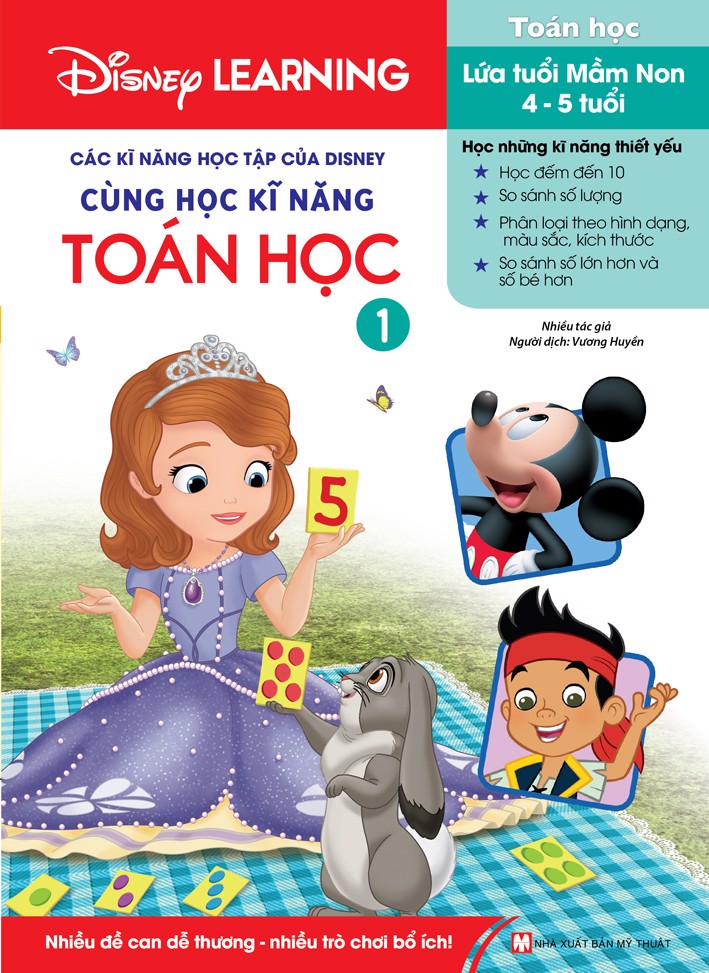 Disney LEARNING
CÁC KĨ NĂNG HỌC TẬP CỦA DISNEY
CÙNG HỌC KĨ NĂNG
TOÁN HỌC
1
Toán học
Lứa tuổi Mầm Non
4 - 5 tuổi
Học những kĩ năng thiết yếu
Học đếm đến 10
So sánh số lượng
Phân loại theo hình dạng,
màu sắc, kích thước
So sánh số lớn hơn và
số bé hơn
Nhiều tác giả
Người dịch: Vương Huyền
5
Nhiều đề can dễ thương - nhiều trò chơi bổ ích!
NHÀ XUẤT BẢN MỸ THUẬT